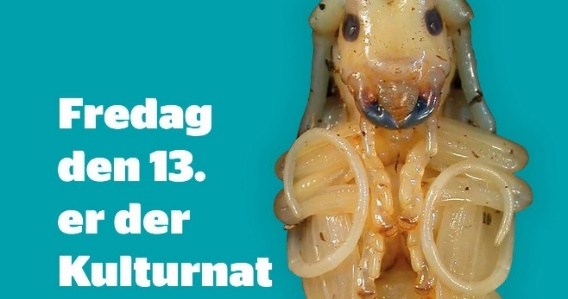 Fredag
den 13.
er der
Kulturnat